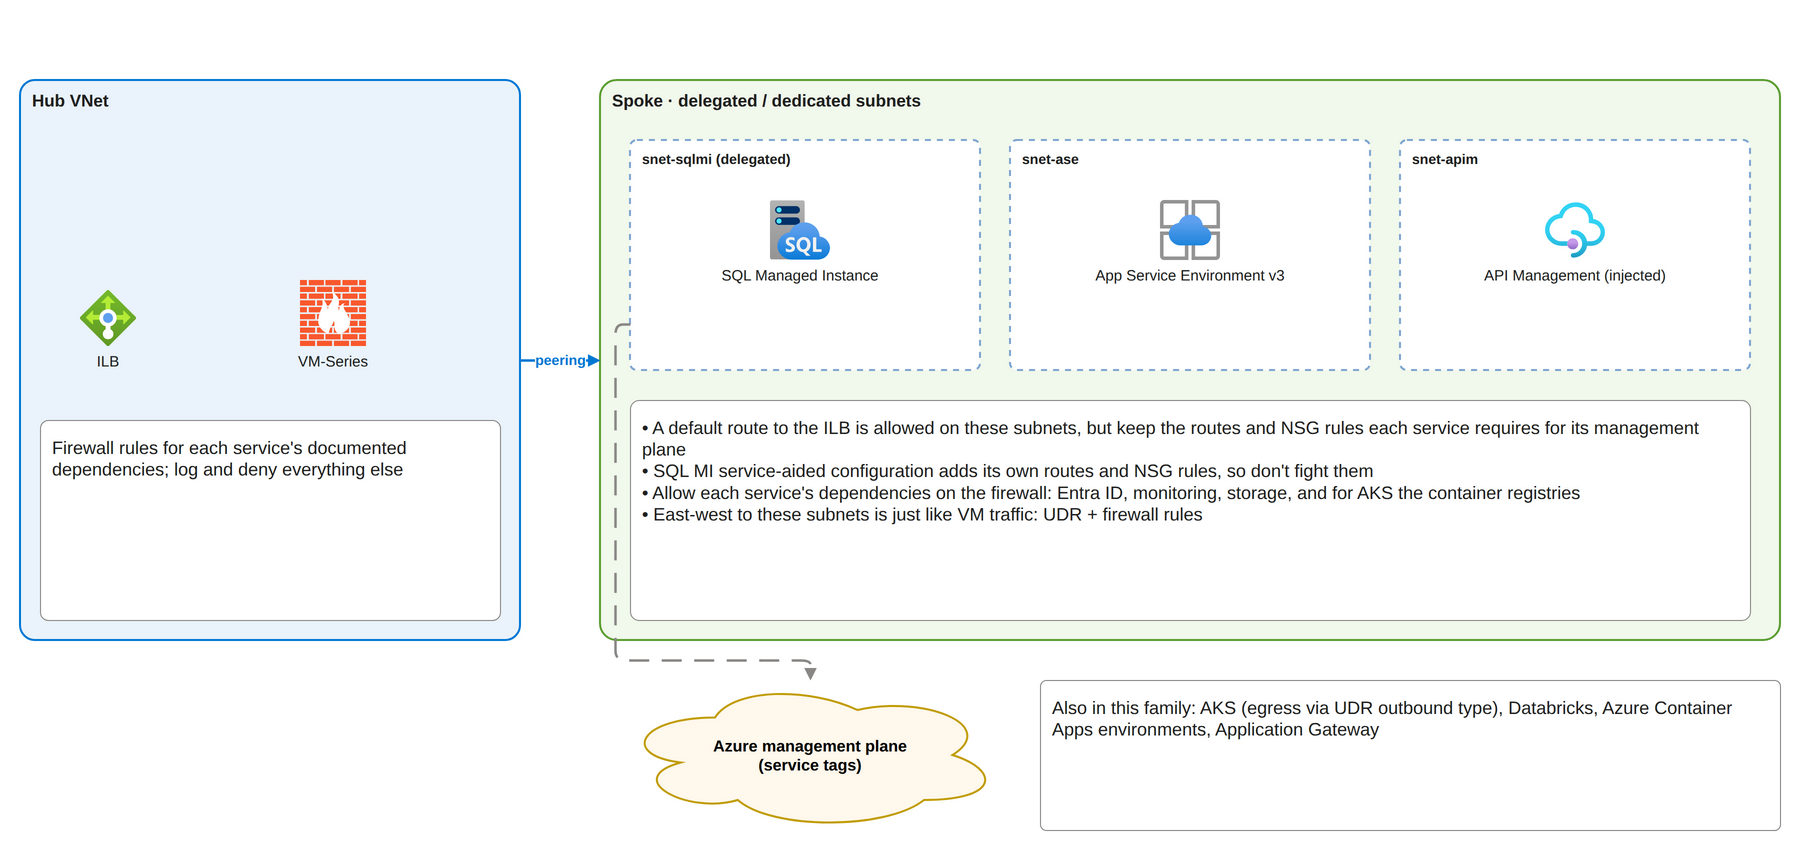 Hub VNet
ILB
VM-Series
Firewall rules for each service's documented
dependencies; log and deny everything else
peering
Spoke · delegated / dedicated subnets
snet-sqlmi (delegated)
SQL
SQL Managed Instance
snet-ase
App Service Environment v3
snet-apim
API Management (injected)
• A default route to the ILB is allowed on these subnets, but keep the routes and NSG rules each service requires for its management
plane
• SQL MI service-aided configuration adds its own routes and NSG rules, so don't fight them
• Allow each service's dependencies on the firewall: Entra ID, monitoring, storage, and for AKS the container registries
• East-west to these subnets is just like VM traffic: UDR + firewall rules
Azure management plane
(service tags)
Also in this family: AKS (egress via UDR outbound type), Databricks, Azure Container
Apps environments, Application Gateway